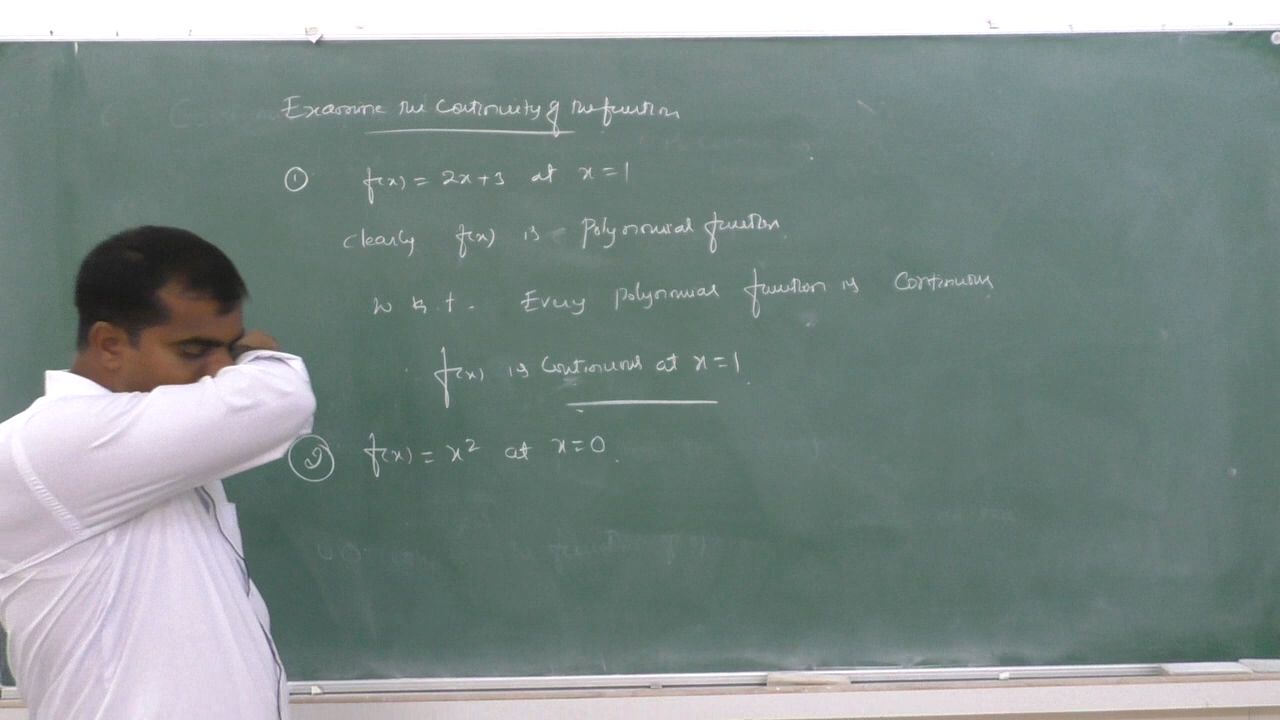 Examine the Continuity of the function
① f(x) = 2x+3 at x=1
clearly f(x) is Polynomial function.
w k.t. Every polynomial function is Continuous
f(x) is Continuous at x=1.
② f(x) = x² at x=0.